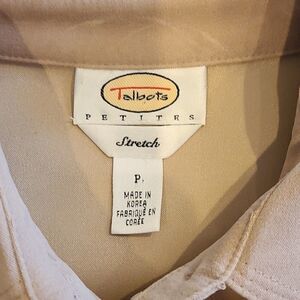 Talbots
PETITES
Stretch
P
MADE IN
KOREA
FABRIQUÉ EN
CORÉE